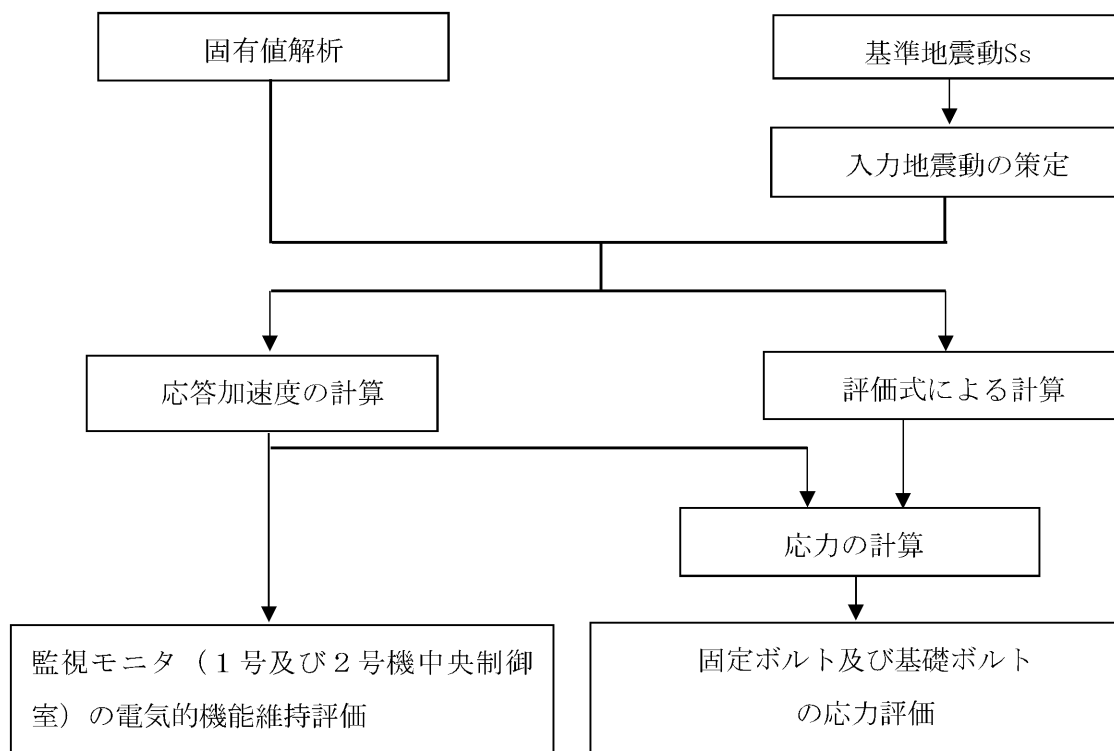 固有値解析
基準地震動Ss
入力地震動の策定
応答加速度の計算
評価式による計算
応力の計算
監視モニタ（１号及び２号機中央制御
室）の電気的機能維持評価
固定ボルト及び基礎ボルト
の応力評価